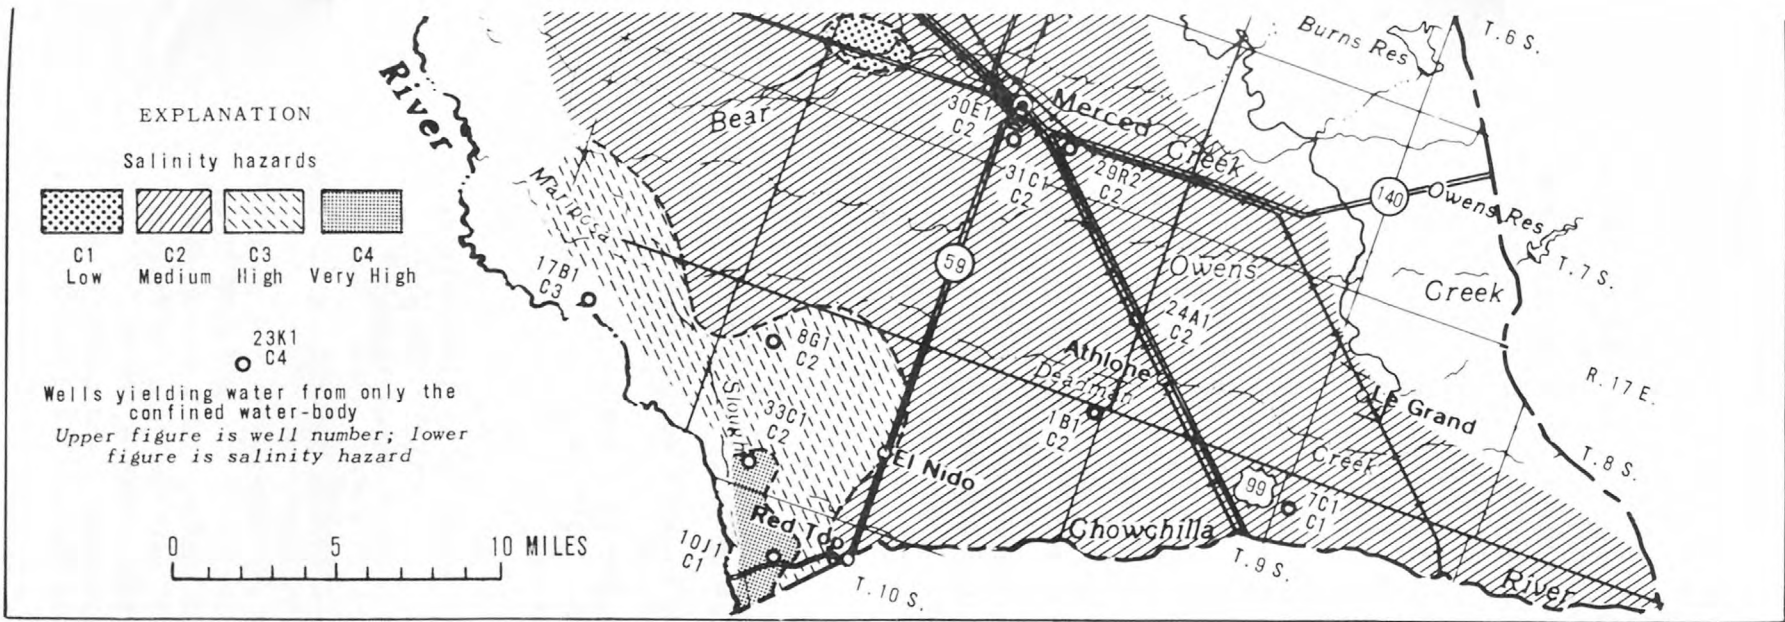 EXPLANATION
Salinity hazards
C1
Low
C2
Medium
C3
High
C4
Very High
23K1
C4
Wells yielding water from only the
confined water-body
Upper figure is well number; lower
figure is salinity hazard
0 5 10 MILES
River
Bear
Mariposa
Slough
17B1
C3
8G1
C2
33C1
C2
10J1
C1
Red Top
El Nido
30E1
C2
31C1
C2
29R2
C2
Merced
Creek
59
Burns Res
T.6 S.
140
Owens Res
T.7 S.
Owens
Creek
24A1
C2
Athlone
Deadman
Creek
1B1
C2
Le Grand
R.17 E.
T.8 S.
99
7C1
C1
Chowchilla
River
T.9 S.
T.10 S.